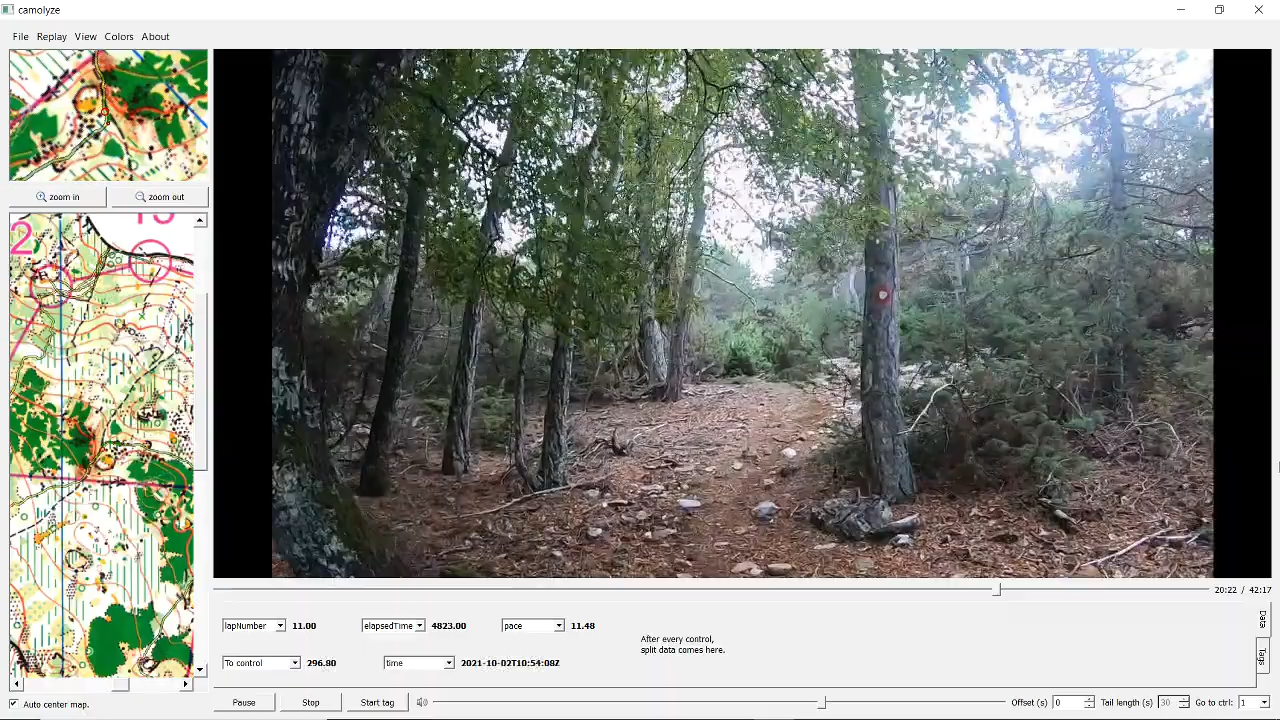 camolyze
File Replay View Colors About
zoom in zoom out
2
lapNumber 11.00 elapsedTime 4823.00 pace 11.48
To control 296.80 time 2021-10-02T10:54:08Z
After every control,
split data comes here.
20:22 / 42:17
Data
Tags
Auto center map.
Pause Stop Start tag Offset (s) 0 Tail length (s) 30 Go to ctrl: 1